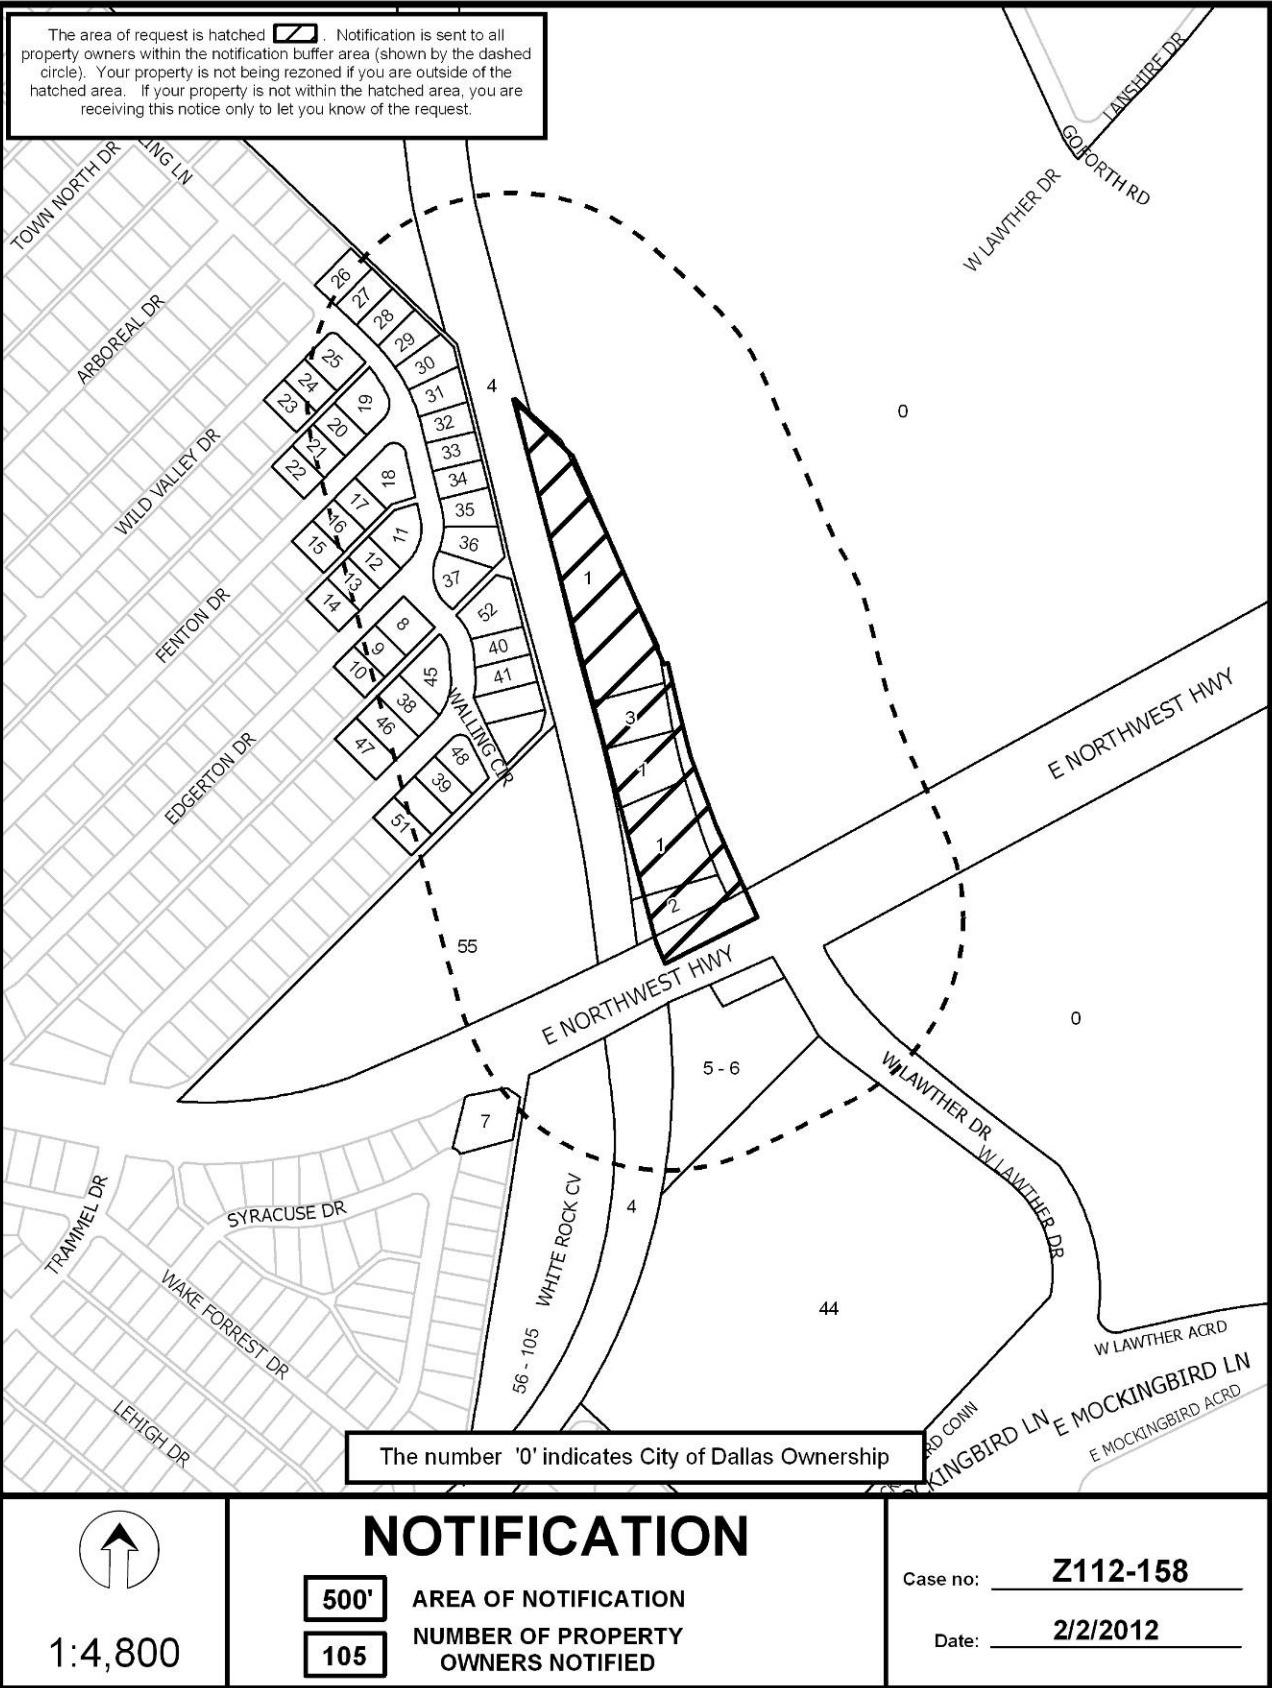 The area of request is hatched . Notification is sent to all
property owners within the notification buffer area (shown by the dashed
circle). Your property is not being rezoned if you are outside of the
hatched area. If your property is not within the hatched area, you are
receiving this notice only to let you know of the request.
LANSHIRE DR
GOFORTH RD
W LAWTHER DR
LING LN
TOWN NORTH DR
ARBOREAL DR
WILD VALLEY DR
FENTON DR
EDGERTON DR
26
27
28
29
30
31
32
33
34
35
36
37
25
24
23
19
20
21
22
18
17
16
15
11
12
13
14
8
9
10
45
38
46
47
48
39
51
52
40
41
WALLING CIR
4
0
1
3
1
1
2
E NORTHWEST HWY
55
E NORTHWEST HWY
0
5 - 6
7
W LAWTHER DR
W LAWTHER DR
4
WHITE ROCK CV
56 - 105
44
TRAMMEL DR
SYRACUSE DR
WAKE FORREST DR
LEHIGH DR
W LAWTHER ACRD
E MOCKINGBIRD LN
E MOCKINGBIRD ACRD
IRD CONN
OCKINGBIRD LN
The number '0' indicates City of Dallas Ownership
1:4,800
NOTIFICATION
500' AREA OF NOTIFICATION
105 NUMBER OF PROPERTY
OWNERS NOTIFIED
Case no: Z112-158
Date: 2/2/2012